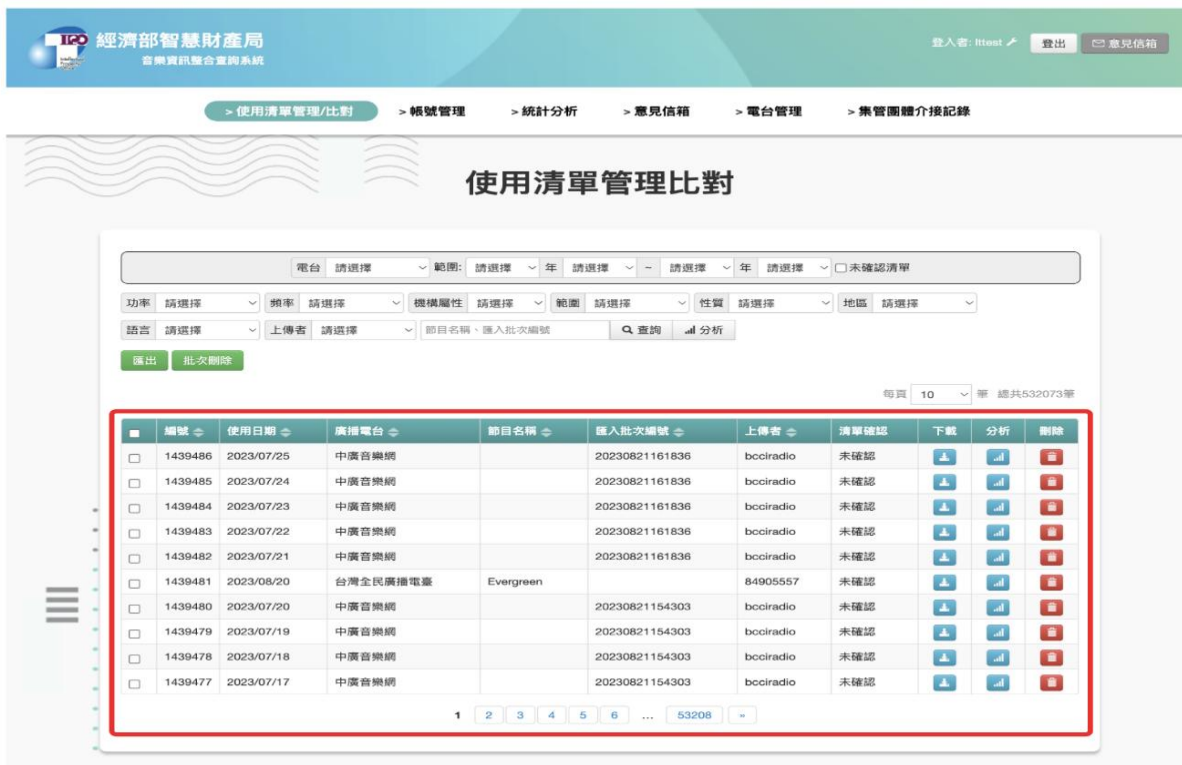 TIPO 經濟部智慧財產局
音樂資訊整合查詢系統
登入者: lttest 登出 意見信箱
> 使用清單管理/比對 > 帳號管理 > 統計分析 > 意見信箱 > 電台管理 > 集管團體介接記錄
使用清單管理比對
電台 請選擇 範圍: 請選擇 年 請選擇 ~ 請選擇 年 請選擇 未確認清單
功率 請選擇 頻率 請選擇 機構屬性 請選擇 範圍 請選擇 性質 請選擇 地區 請選擇
語言 請選擇 上傳者 請選擇 節目名稱、匯入批次編號 查詢 分析
匯出 批次刪除
每頁 10 筆 總共532073筆
編號 使用日期 廣播電台 節目名稱 匯入批次編號 上傳者 清單確認 下載 分析 刪除
1439486 2023/07/25 中廣音樂網 20230821161836 bcciradio 未確認
1439485 2023/07/24 中廣音樂網 20230821161836 bcciradio 未確認
1439484 2023/07/23 中廣音樂網 20230821161836 bcciradio 未確認
1439483 2023/07/22 中廣音樂網 20230821161836 bcciradio 未確認
1439482 2023/07/21 中廣音樂網 20230821161836 bcciradio 未確認
1439481 2023/08/20 台灣全民廣播電臺 Evergreen 84905557 未確認
1439480 2023/07/20 中廣音樂網 20230821154303 bcciradio 未確認
1439479 2023/07/19 中廣音樂網 20230821154303 bcciradio 未確認
1439478 2023/07/18 中廣音樂網 20230821154303 bcciradio 未確認
1439477 2023/07/17 中廣音樂網 20230821154303 bcciradio 未確認
1 2 3 4 5 6 ... 53208 »